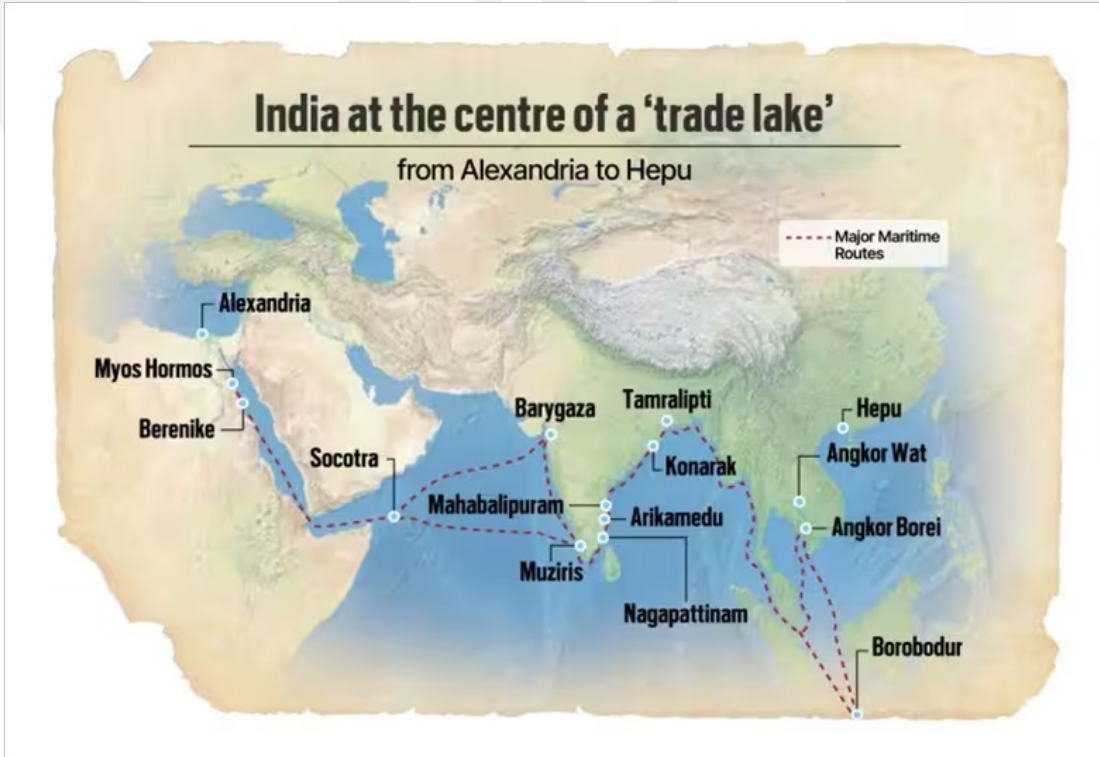 India at the centre of a ‘trade lake’
from Alexandria to Hepu
Major Maritime
Routes
Alexandria
Myos Hormos
Berenike
Socotra
Barygaza
Tamralipti
Hepu
Konarak
Angkor Wat
Mahabalipuram
Arikamedu
Angkor Borei
Muziris
Nagapattinam
Borobodur